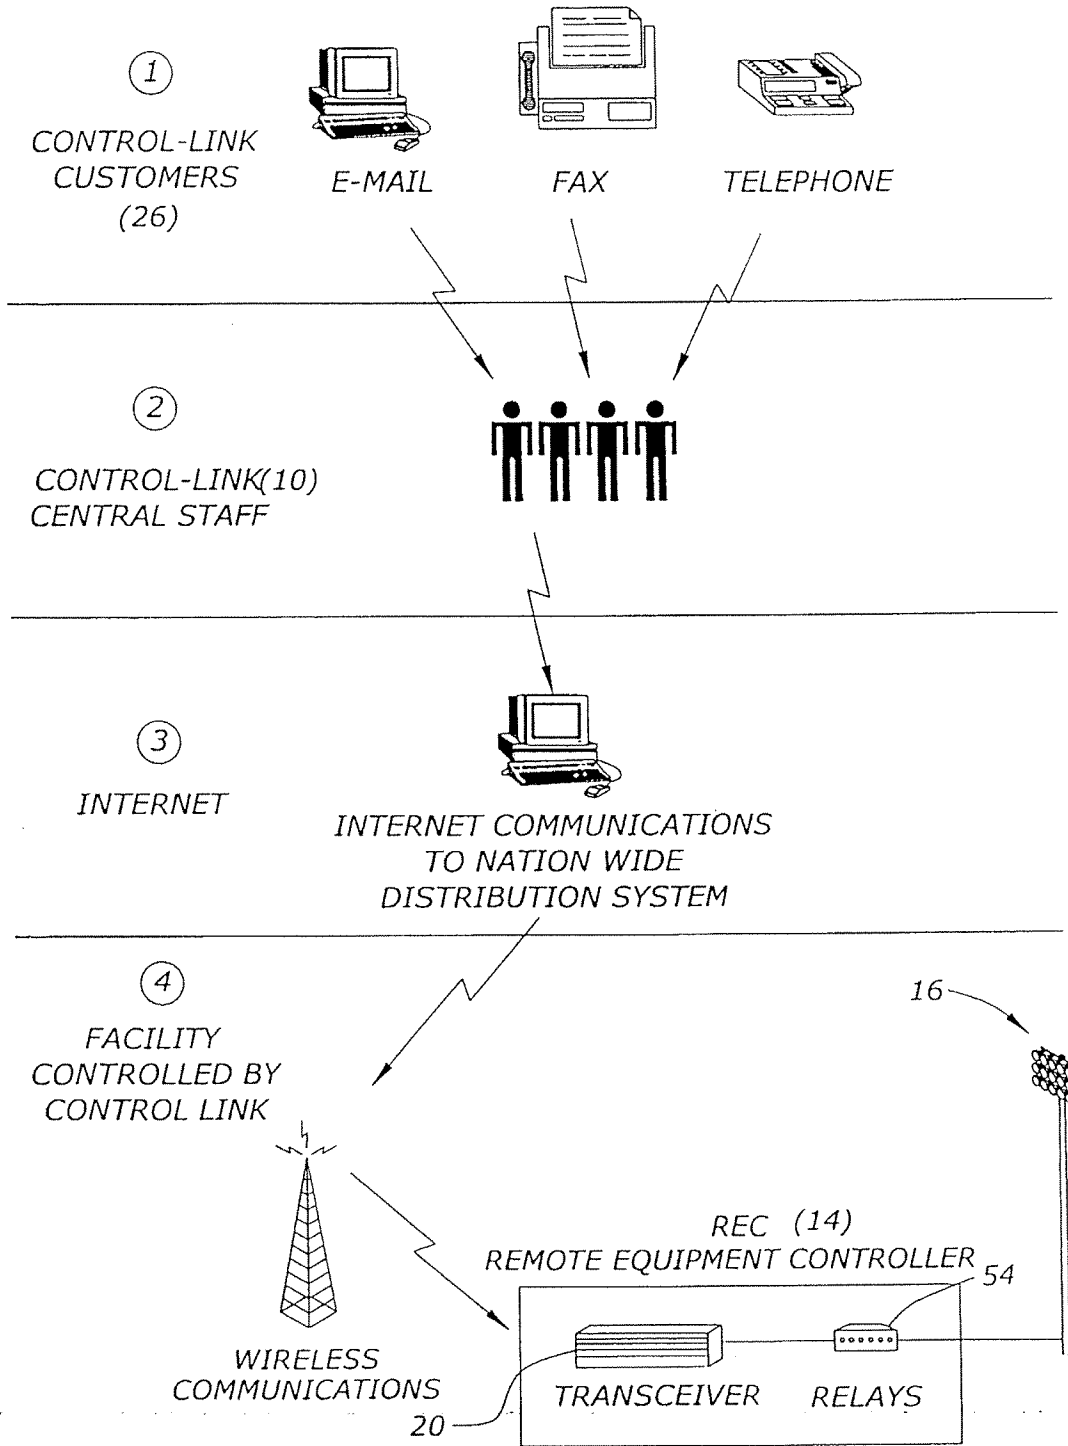 1
CONTROL-LINK
CUSTOMERS
(26)
E-MAIL
FAX
TELEPHONE
2
CONTROL-LINK(10)
CENTRAL STAFF
3
INTERNET
INTERNET COMMUNICATIONS
TO NATION WIDE
DISTRIBUTION SYSTEM
4
FACILITY
CONTROLLED BY
CONTROL LINK
16
WIRELESS
COMMUNICATIONS
REC (14)
REMOTE EQUIPMENT CONTROLLER
54
TRANSCEIVER
RELAYS
20